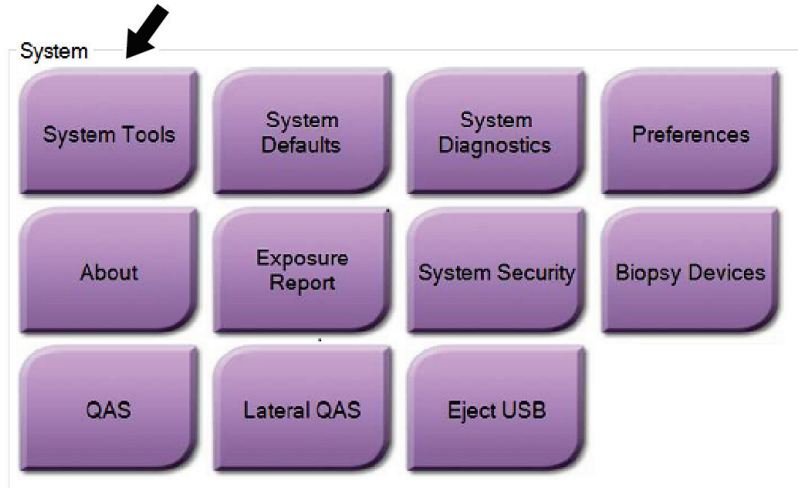 System
System Tools
System
Defaults
System
Diagnostics
Preferences
About
Exposure
Report
System Security
Biopsy Devices
QAS
Lateral QAS
Eject USB